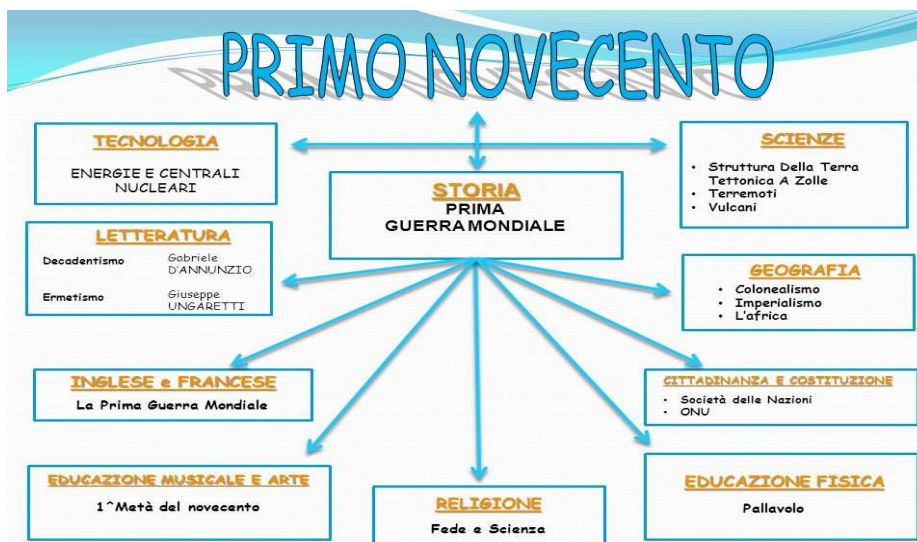 PRIMO NOVECENTO
TECNOLOGIA
ENERGIE E CENTRALI
NUCLEARI
SCIENZE
• Struttura Della Terra
Tettonica A Zolle
• Terremoti
• Vulcani
STORIA
PRIMA
GUERRA MONDIALE
LETTERATURA
Decadentismo Gabriele
D'ANNUNZIO
Ermetismo Giuseppe
UNGARETTI
GEOGRAFIA
• Colonealismo
• Imperialismo
• L'africa
INGLESE e FRANCESE
La Prima Guerra Mondiale
CITTADINANZA E COSTITUZIONE
• Società delle Nazioni
• ONU
EDUCAZIONE MUSICALE E ARTE
1^Metà del novecento
RELIGIONE
Fede e Scienza
EDUCAZIONE FISICA
Pallavolo